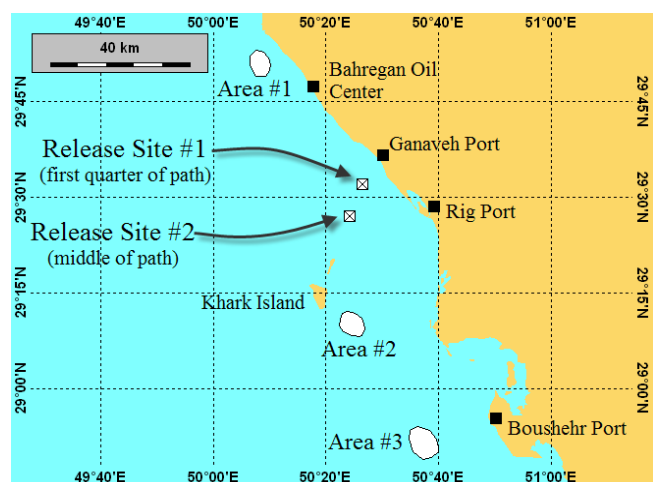 49°40'E 50°00'E 50°20'E 50°40'E 51°00'E
40 km
Area #1
Bahregan Oil
Center
29°45'N 29°45'N
Release Site #1
(first quarter of path)
Ganaveh Port
29°30'N 29°30'N
Rig Port
Release Site #2
(middle of path)
29°15'N 29°15'N
Khark Island
Area #2
29°00'N 29°00'N
Area #3
Boushehr Port
49°40'E 50°00'E 50°20'E 50°40'E 51°00'E